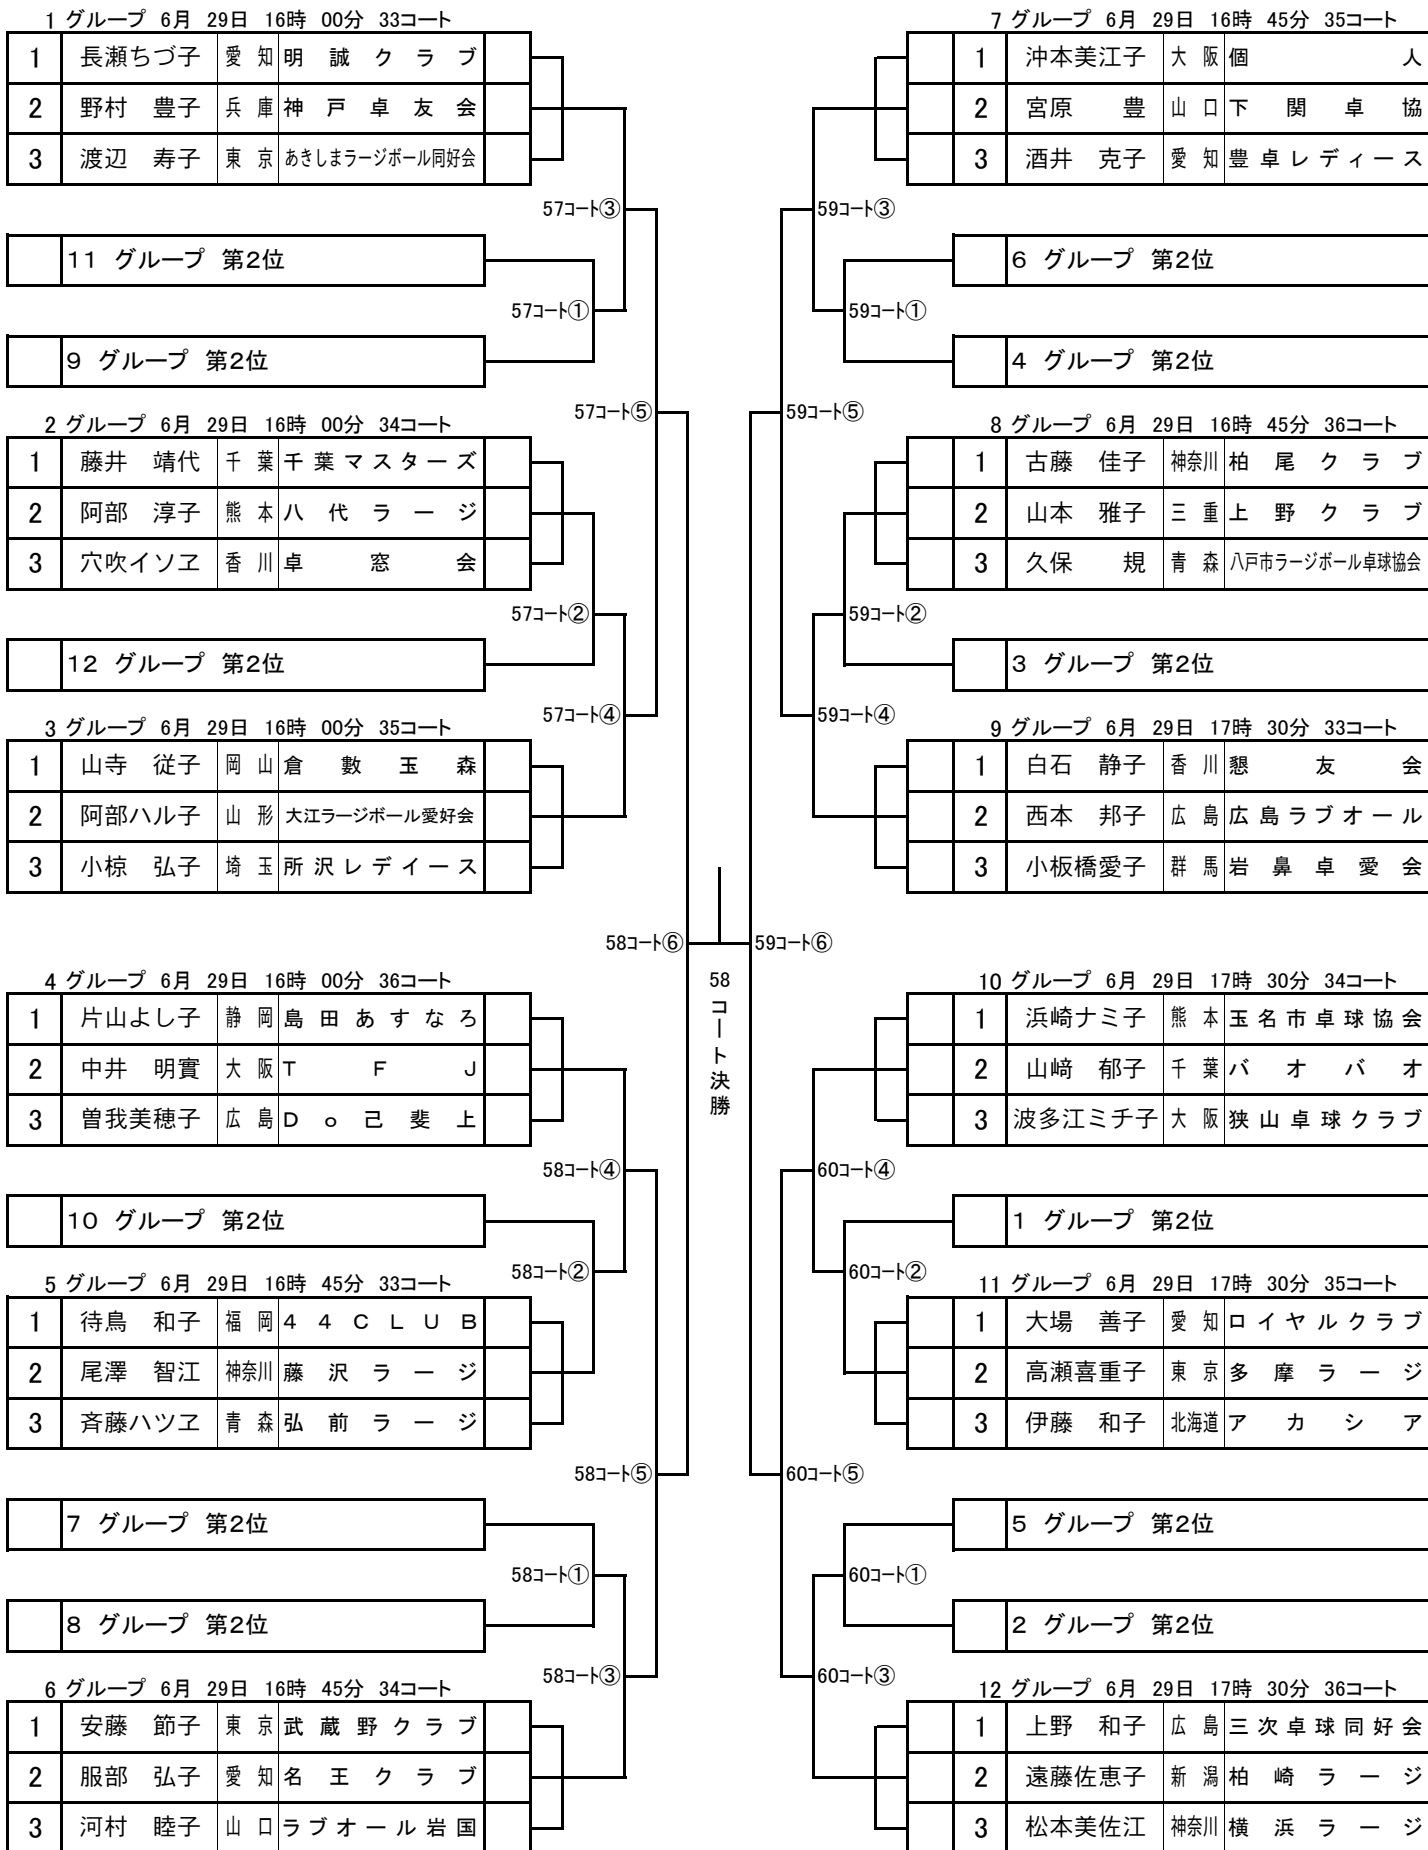 1 グループ 6月 29日 16時 00分 33コート
1 長瀬ちづ子 愛知 明誠クラブ
2 野村 豊子 兵庫 神戸卓友会
3 渡辺 寿子 東京 あきしまラージボール同好会
57コート③
11 グループ 第2位
57コート①
9 グループ 第2位
57コート⑤
2 グループ 6月 29日 16時 00分 34コート
1 藤井 靖代 千葉 千葉マスターズ
2 阿部 淳子 熊本 八代ラージ
3 穴吹イソヱ 香川 卓窓会
57コート②
12 グループ 第2位
57コート④
3 グループ 6月 29日 16時 00分 35コート
1 山寺 従子 岡山 倉敷玉森
2 阿部ハル子 山形 大江ラージボール愛好会
3 小椋 弘子 埼玉 所沢レデイース
58コート⑥
4 グループ 6月 29日 16時 00分 36コート
1 片山よし子 静岡 島田あすなろ
2 中井 明實 大阪 TFJ
3 曽我美穂子 広島 Do己斐上
58コート④
10 グループ 第2位
58コート②
5 グループ 6月 29日 16時 45分 33コート
1 待鳥 和子 福岡 44CLUB
2 尾澤 智江 神奈川 藤沢ラージ
3 斉藤ハツヱ 青森 弘前ラージ
58コート⑤
7 グループ 第2位
58コート①
8 グループ 第2位
58コート③
6 グループ 6月 29日 16時 45分 34コート
1 安藤 節子 東京 武蔵野クラブ
2 服部 弘子 愛知 名王クラブ
3 河村 睦子 山口 ラブオール岩国
58コート決勝
7 グループ 6月 29日 16時 45分 35コート
1 沖本美江子 大阪 個人
2 宮原 豊 山口 下関卓協
3 酒井 克子 愛知 豊卓レディース
59コート③
6 グループ 第2位
59コート①
4 グループ 第2位
59コート⑤
8 グループ 6月 29日 16時 45分 36コート
1 古藤 佳子 神奈川 柏尾クラブ
2 山本 雅子 三重 上野クラブ
3 久保 規 青森 八戸市ラージボール卓球協会
59コート②
3 グループ 第2位
59コート④
9 グループ 6月 29日 17時 30分 33コート
1 白石 静子 香川 懇友会
2 西本 邦子 広島 広島ラブオール
3 小板橋愛子 群馬 岩鼻卓愛会
59コート⑥
10 グループ 6月 29日 17時 30分 34コート
1 浜崎ナミ子 熊本 玉名市卓球協会
2 山﨑 郁子 千葉 バオバオ
3 波多江ミチ子 大阪 狭山卓球クラブ
60コート④
1 グループ 第2位
60コート②
11 グループ 6月 29日 17時 30分 35コート
1 大場 善子 愛知 ロイヤルクラブ
2 高瀬喜重子 東京 多摩ラージ
3 伊藤 和子 北海道 アカシア
60コート⑤
5 グループ 第2位
60コート①
2 グループ 第2位
60コート③
12 グループ 6月 29日 17時 30分 36コート
1 上野 和子 広島 三次卓球同好会
2 遠藤佐恵子 新潟 柏崎ラージ
3 松本美佐江 神奈川 横浜ラージ